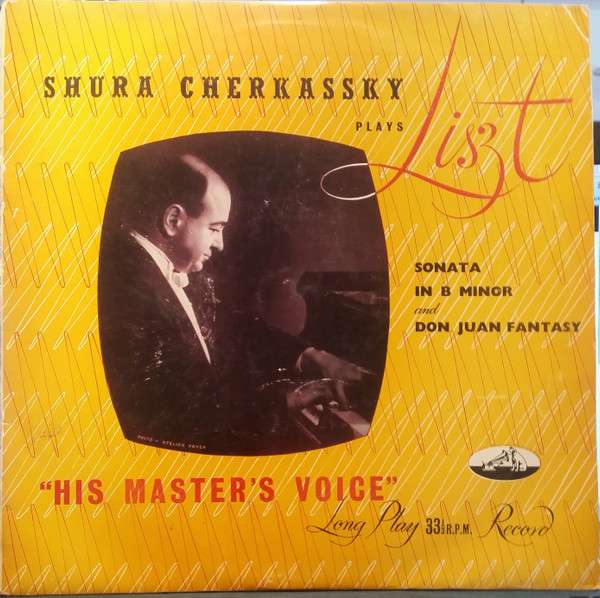 SHURA CHERKASSKY
PLAYS
Liszt
SONATA
IN B MINOR
and
DON JUAN FANTASY
PHOTO - ATELIER
"HIS MASTER'S VOICE"
Long Play 33⅓ R.P.M. Record